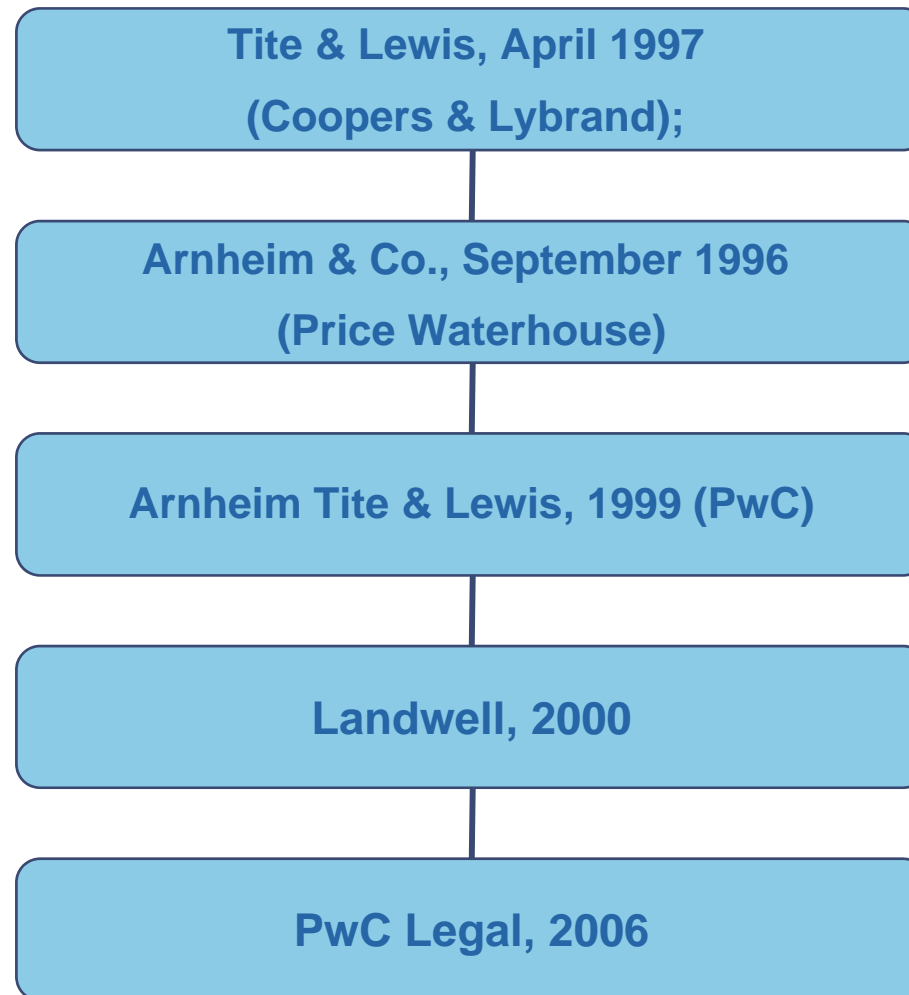 Tite & Lewis, April 1997
(Coopers & Lybrand);
Arnheim & Co., September 1996
(Price Waterhouse)
Arnheim Tite & Lewis, 1999 (PwC)
Landwell, 2000
PwC Legal, 2006